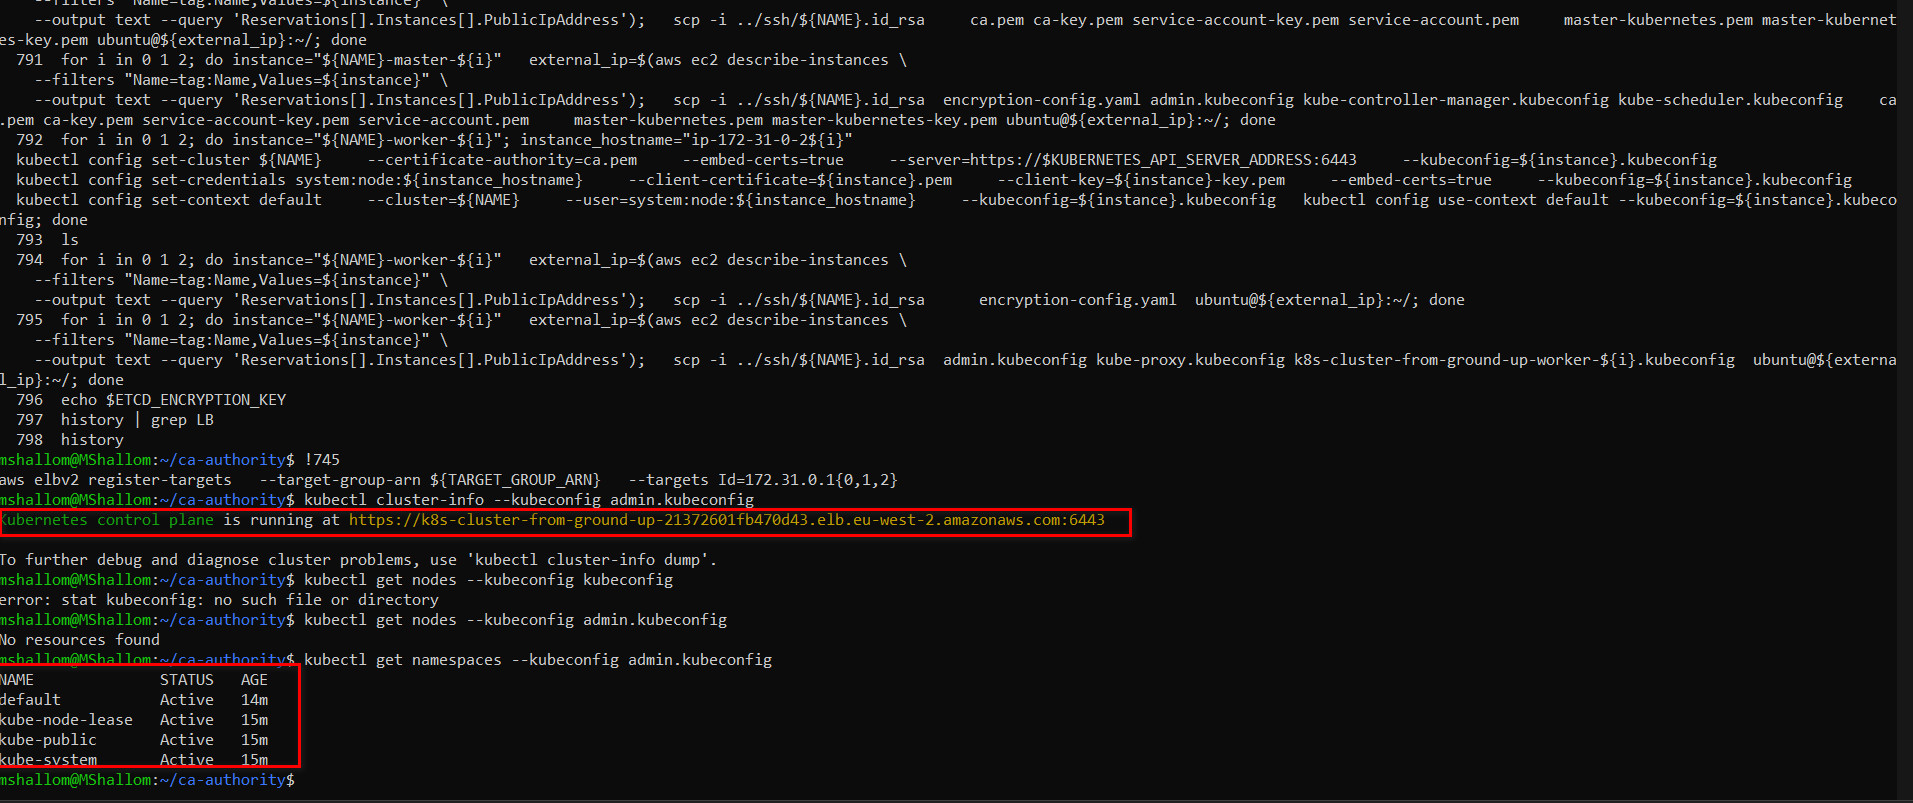 --filters "Name=tag:Name,Values=${instance}" \
--output text --query 'Reservations[].Instances[].PublicIpAddress');   scp -i ../ssh/${NAME}.id_rsa     ca.pem ca-key.pem service-account-key.pem service-account.pem     master-kubernetes.pem master-kubernet
es-key.pem ubuntu@${external_ip}:~/; done
791  for i in 0 1 2; do instance="${NAME}-master-${i}"   external_ip=$(aws ec2 describe-instances \
--filters "Name=tag:Name,Values=${instance}" \
--output text --query 'Reservations[].Instances[].PublicIpAddress');   scp -i ../ssh/${NAME}.id_rsa  encryption-config.yaml admin.kubeconfig kube-controller-manager.kubeconfig kube-scheduler.kubeconfig    ca
.pem ca-key.pem service-account-key.pem service-account.pem     master-kubernetes.pem master-kubernetes-key.pem ubuntu@${external_ip}:~/; done
792  for i in 0 1 2; do instance="${NAME}-worker-${i}"; instance_hostname="ip-172-31-0-2${i}"
kubectl config set-cluster ${NAME}     --certificate-authority=ca.pem     --embed-certs=true     --server=https://$KUBERNETES_API_SERVER_ADDRESS:6443     --kubeconfig=${instance}.kubeconfig
kubectl config set-credentials system:node:${instance_hostname}     --client-certificate=${instance}.pem     --client-key=${instance}-key.pem     --embed-certs=true     --kubeconfig=${instance}.kubeconfig
kubectl config set-context default     --cluster=${NAME}     --user=system:node:${instance_hostname}     --kubeconfig=${instance}.kubeconfig   kubectl config use-context default --kubeconfig=${instance}.kubeco
nfig; done
793  ls
794  for i in 0 1 2; do instance="${NAME}-worker-${i}"   external_ip=$(aws ec2 describe-instances \
--filters "Name=tag:Name,Values=${instance}" \
--output text --query 'Reservations[].Instances[].PublicIpAddress');   scp -i ../ssh/${NAME}.id_rsa      encryption-config.yaml  ubuntu@${external_ip}:~/; done
795  for i in 0 1 2; do instance="${NAME}-worker-${i}"   external_ip=$(aws ec2 describe-instances \
--filters "Name=tag:Name,Values=${instance}" \
--output text --query 'Reservations[].Instances[].PublicIpAddress');   scp -i ../ssh/${NAME}.id_rsa  admin.kubeconfig kube-proxy.kubeconfig k8s-cluster-from-ground-up-worker-${i}.kubeconfig  ubuntu@${externa
l_ip}:~/; done
796  echo $ETCD_ENCRYPTION_KEY
797  history | grep LB
798  history
mshallom@MShallom:~/ca-authority$ !745
aws elbv2 register-targets   --target-group-arn ${TARGET_GROUP_ARN}   --targets Id=172.31.0.1{0,1,2}
mshallom@MShallom:~/ca-authority$ kubectl cluster-info --kubeconfig admin.kubeconfig
Kubernetes control plane is running at https://k8s-cluster-from-ground-up-21372601fb470d43.elb.eu-west-2.amazonaws.com:6443
To further debug and diagnose cluster problems, use 'kubectl cluster-info dump'.
mshallom@MShallom:~/ca-authority$ kubectl get nodes --kubeconfig kubeconfig
error: stat kubeconfig: no such file or directory
mshallom@MShallom:~/ca-authority$ kubectl get nodes --kubeconfig admin.kubeconfig
No resources found
mshallom@MShallom:~/ca-authority$ kubectl get namespaces --kubeconfig admin.kubeconfig
NAME              STATUS   AGE
default           Active   14m
kube-node-lease   Active   15m
kube-public       Active   15m
kube-system       Active   15m
mshallom@MShallom:~/ca-authority$